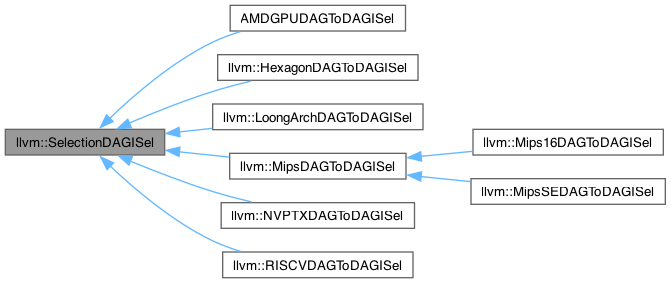 AMDGPUDAGToDAGISel
llvm::HexagonDAGToDAGISel
llvm::LoongArchDAGToDAGISel
llvm::SelectionDAGISel
llvm::MipsDAGToDAGISel
llvm::Mips16DAGToDAGISel
llvm::MipsSEDAGToDAGISel
llvm::NVPTXDAGToDAGISel
llvm::RISCVDAGToDAGISel